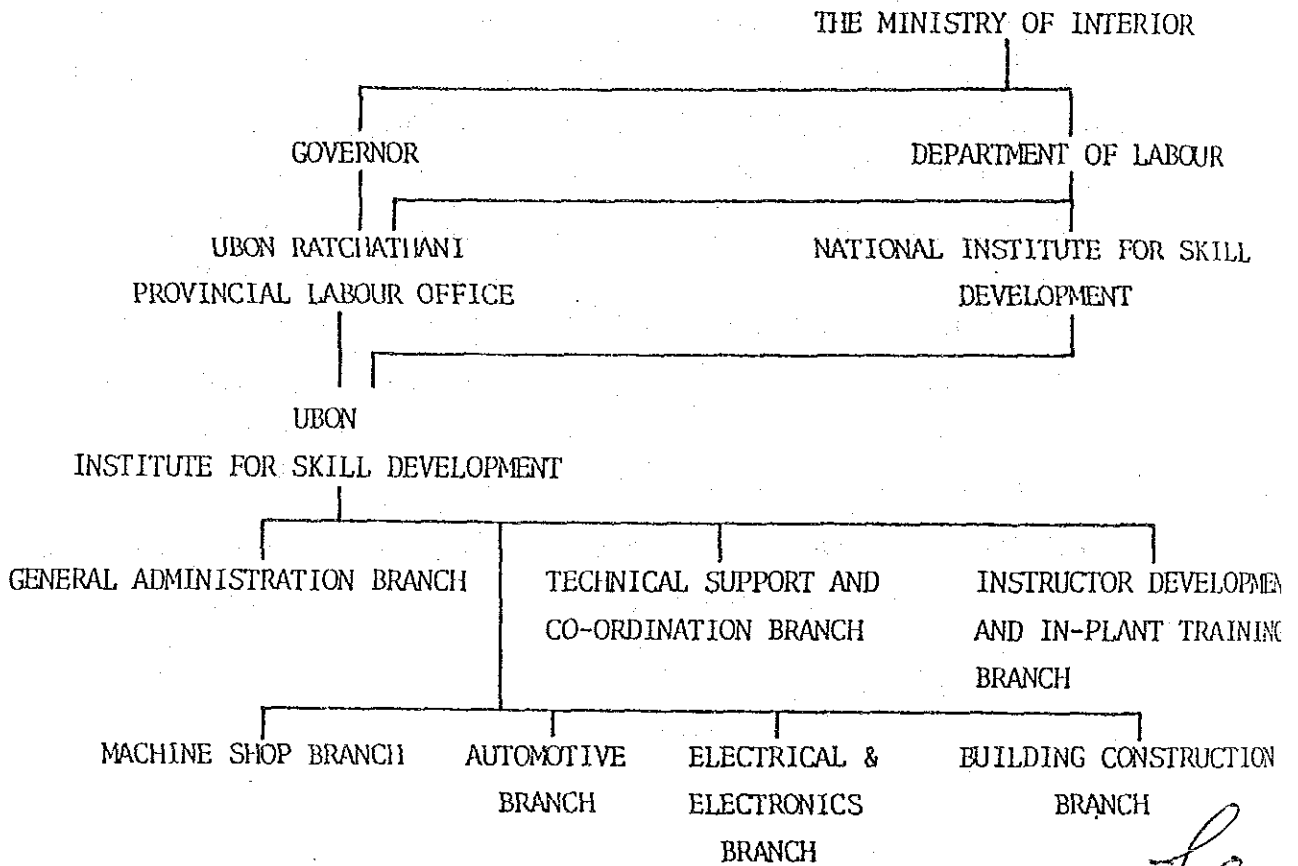 THE MINISTRY OF INTERIOR
GOVERNOR
DEPARTMENT OF LABOUR
UBON RATCHATHANI
PROVINCIAL LABOUR OFFICE
NATIONAL INSTITUTE FOR SKILL
DEVELOPMENT
UBON
INSTITUTE FOR SKILL DEVELOPMENT
GENERAL ADMINISTRATION BRANCH
TECHNICAL SUPPORT AND
CO-ORDINATION BRANCH
INSTRUCTOR DEVELOPMEN
AND IN-PLANT TRAINING
BRANCH
MACHINE SHOP BRANCH
AUTOMOTIVE
BRANCH
ELECTRICAL &
ELECTRONICS
BRANCH
BUILDING CONSTRUCTION
BRANCH